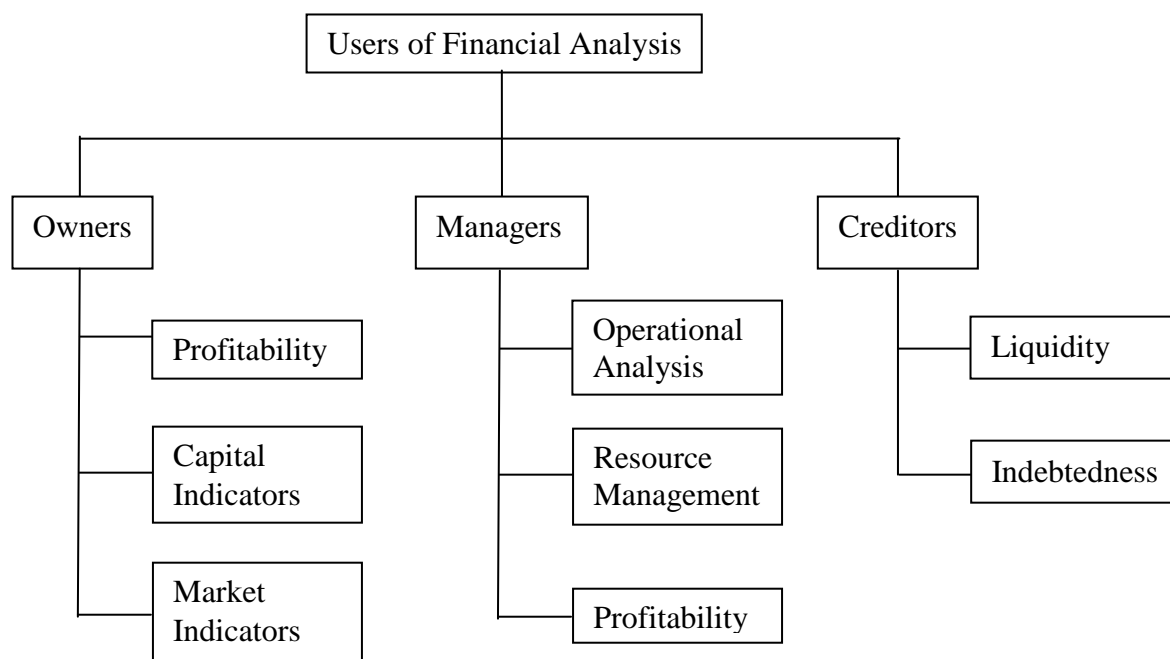 Users of Financial Analysis
Owners
Managers
Creditors
Profitability
Capital
Indicators
Market
Indicators
Operational
Analysis
Resource
Management
Profitability
Liquidity
Indebtedness